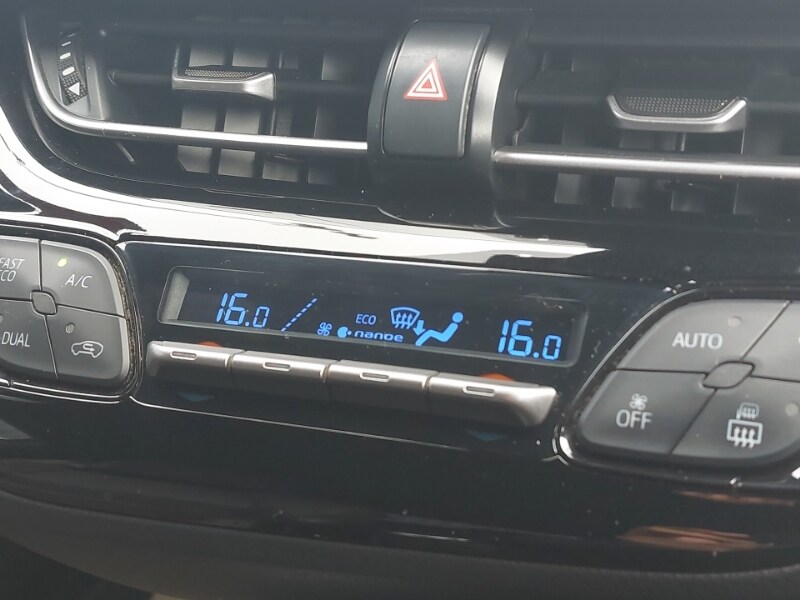 FAST
ECO
A/C
DUAL
16.0
ECO
nanoe
16.0
AUTO
OFF